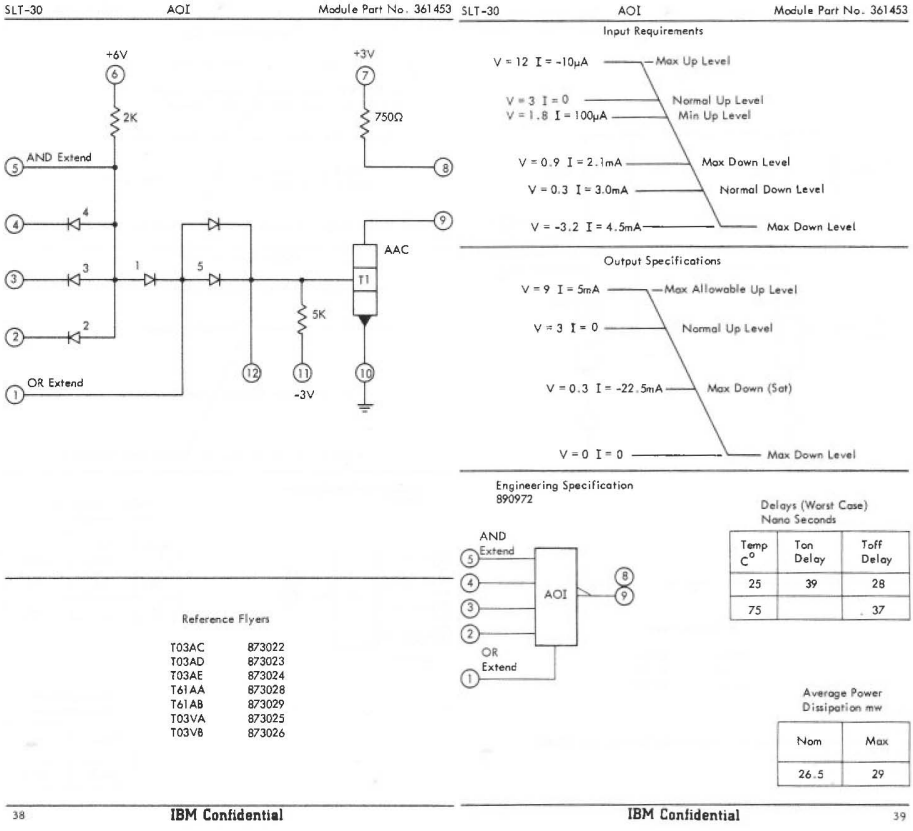 SLT-30 AOI Module Part No. 361453
+6V
6
2K
+3V
7
750Ω
5 AND Extend
8
4 4
9
AAC
3 3 1 5
T1
2 2
5K
12 11 10
-3V
1 OR Extend
Reference Flyers
T03AC 873022
T03AD 873023
T03AE 873024
T61AA 873028
T61AB 873029
T03VA 873025
T03VB 873026
38 IBM Confidential
SLT-30 AOI Module Part No. 361453
Input Requirements
V = 12 I = -10µA Max Up Level
V = 3 I = 0 Normal Up Level
V = 1.8 I = 100µA Min Up Level
V = 0.9 I = 2.1mA Max Down Level
V = 0.3 I = 3.0mA Normal Down Level
V = -3.2 I = 4.5mA Max Down Level
Output Specifications
V = 9 I = 5mA Max Allowable Up Level
V = 3 I = 0 Normal Up Level
V = 0.3 I = -22.5mA Max Down (Sat)
V = 0 I = 0 Max Down Level
Engineering Specification
890972
AND
5 Extend
4
3
2
AOI
8
9
OR
Extend
1
Delays (Worst Case)
Nano Seconds
Temp Ton Toff
C° Delay Delay
25 39 28
75 37
Average Power
Dissipation mw
Nom Max
26.5 29
IBM Confidential 39